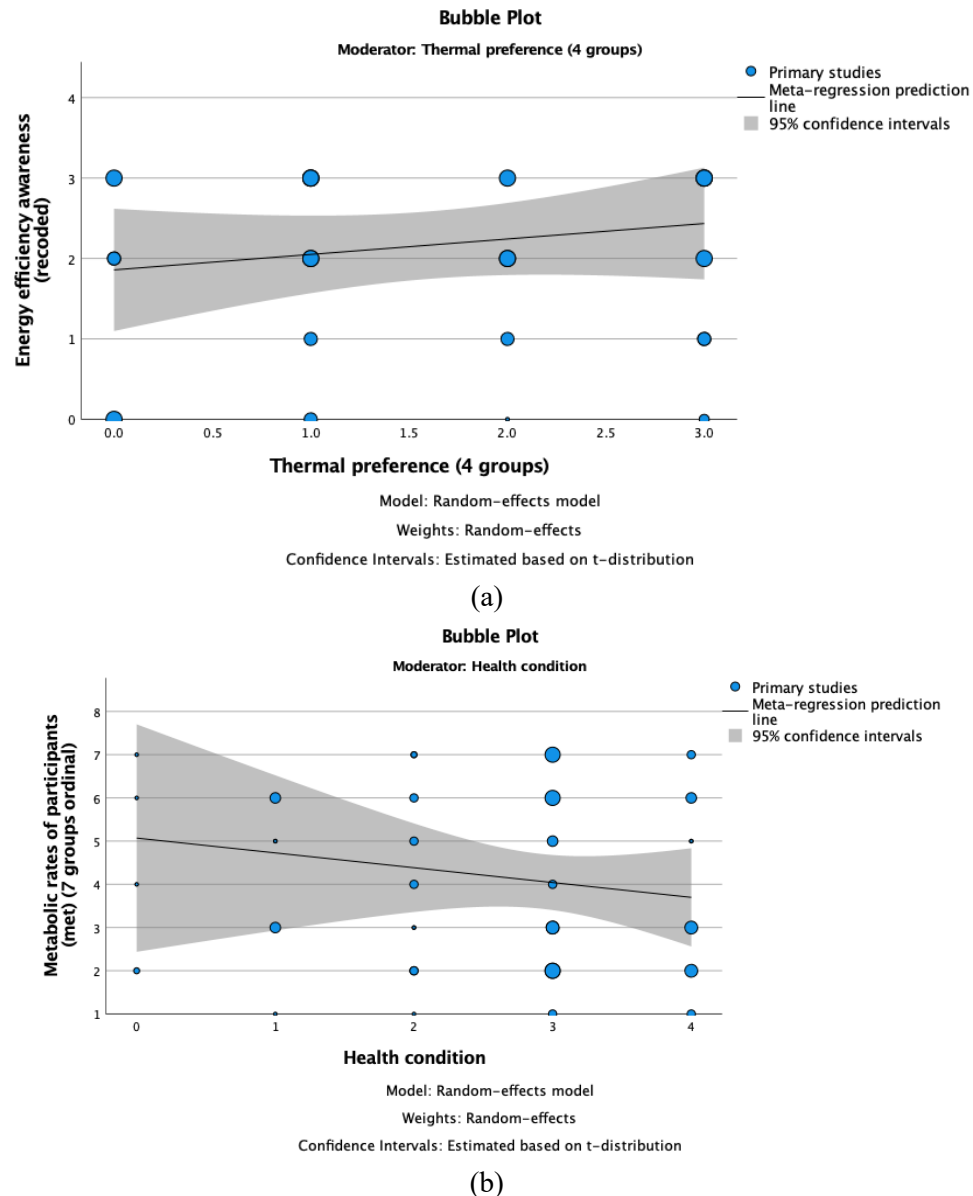 Bubble Plot
Moderator: Thermal preference (4 groups)
Primary studies
Meta-regression prediction
line
95% confidence intervals
Energy efficiency awareness
(recoded)
4
3
2
1
0
0.0 0.5 1.0 1.5 2.0 2.5 3.0
Thermal preference (4 groups)
Model: Random-effects model
Weights: Random-effects
Confidence Intervals: Estimated based on t-distribution
(a)
Bubble Plot
Moderator: Health condition
Primary studies
Meta-regression prediction
line
95% confidence intervals
Metabolic rates of participants
(met) (7 groups ordinal)
8
7
6
5
4
3
2
1
0 1 2 3 4
Health condition
Model: Random-effects model
Weights: Random-effects
Confidence Intervals: Estimated based on t-distribution
(b)